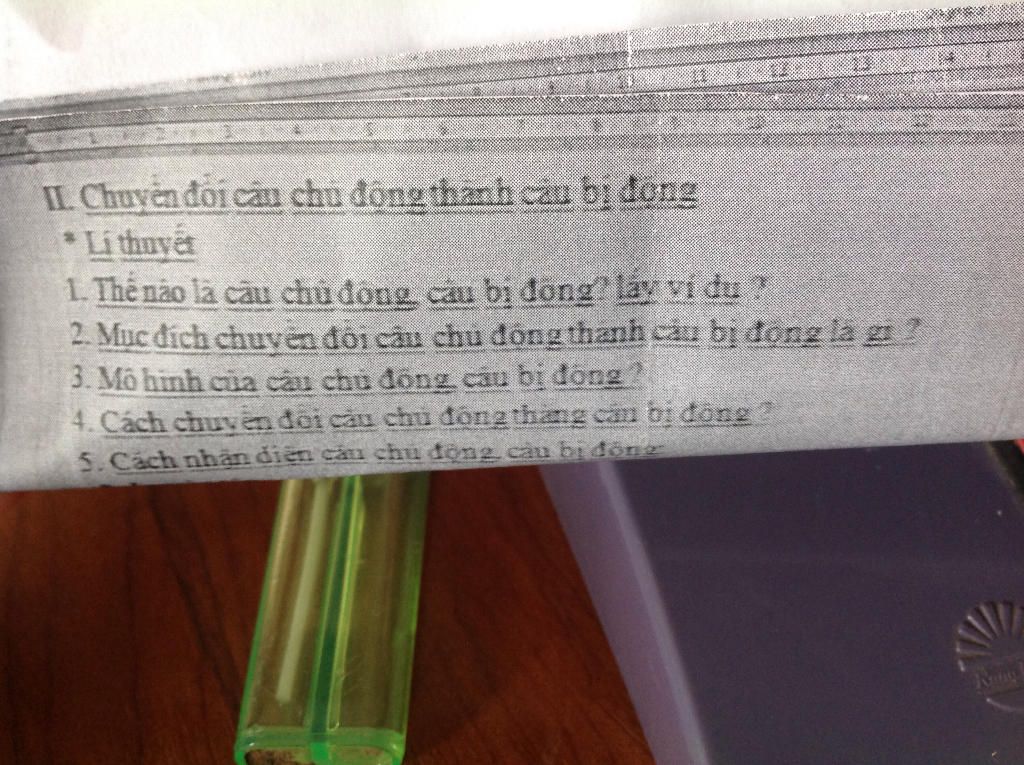 II. Chuyển đổi câu chủ động thành câu bị động
* Lí thuyết
1. Thế nào là câu chủ động, câu bị động? lấy ví dụ ?
2. Mục đích chuyển đổi câu chủ động thành câu bị động là gì ?
3. Mô hình của câu chủ động, câu bị động ?
4. Cách chuyển đổi câu chủ động thàng câu bị động ?
5. Cách nhận diện câu chủ động, câu bị động